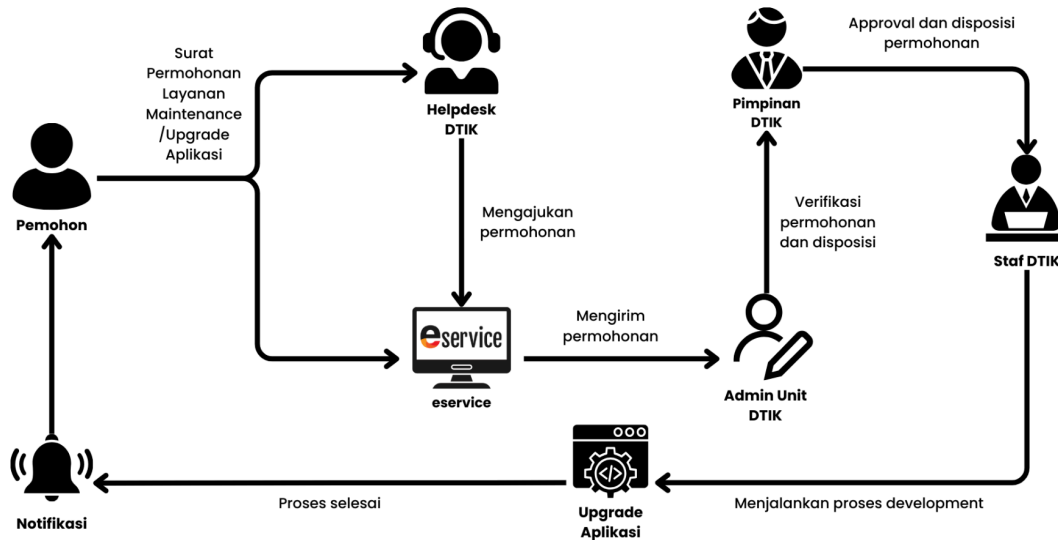 Surat
Permohonan
Layanan
Maintenance
/Upgrade
Aplikasi
Pemohon
Helpdesk
DTIK
Mengajukan
permohonan
eservice
eservice
Mengirim
permohonan
Admin Unit
DTIK
Verifikasi
permohonan
dan disposisi
Pimpinan
DTIK
Approval dan disposisi
permohonan
Staf DTIK
Menjalankan proses development
</>
Upgrade
Aplikasi
Proses selesai
Notifikasi